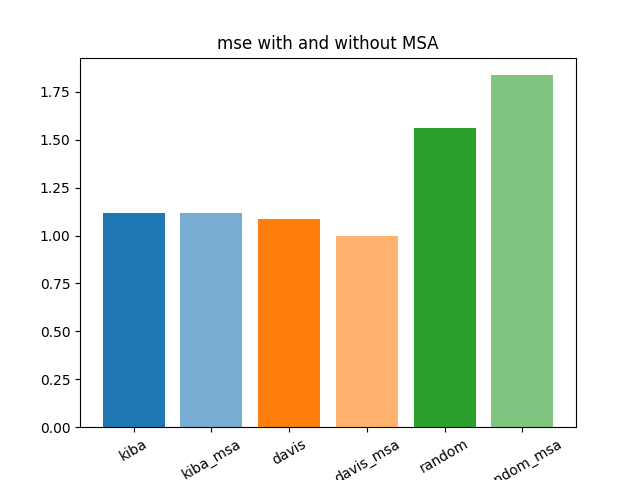 mse with and without MSA
1.75
1.50
1.25
1.00
0.75
0.50
0.25
0.00
kiba
kiba_msa
davis
davis_msa
random
ndom_msa